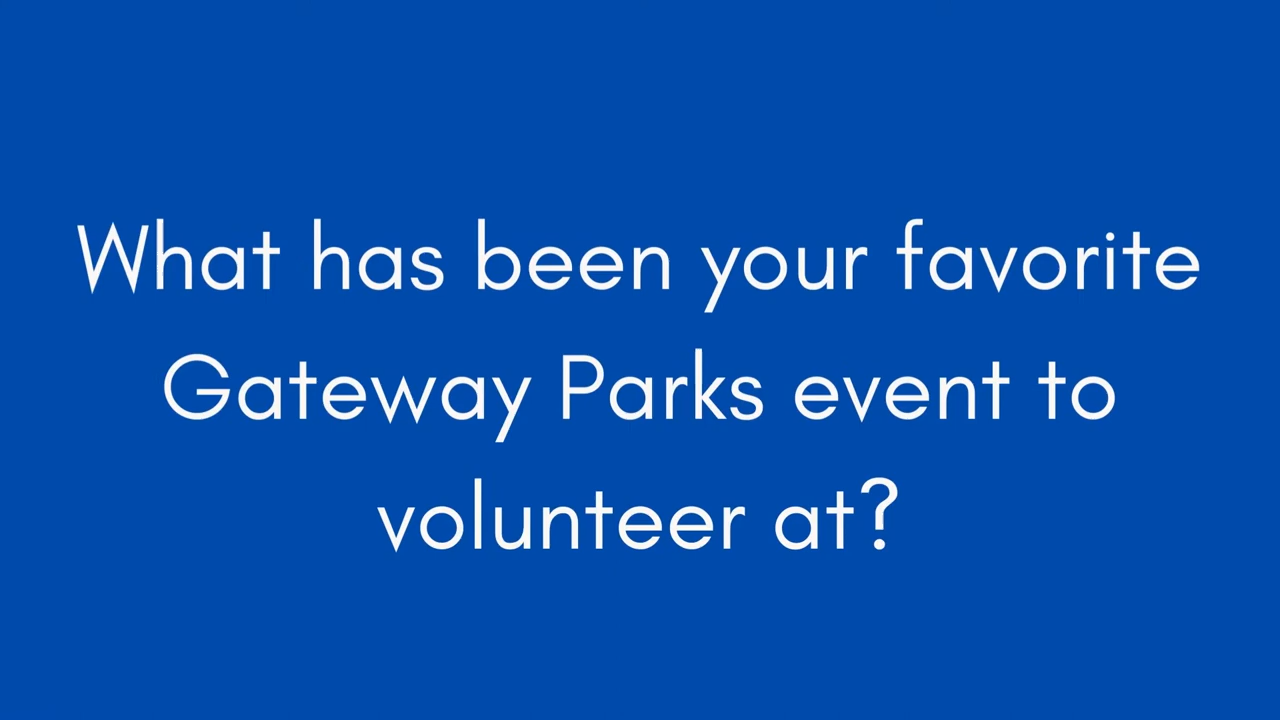 What has been your favorite
Gateway Parks event to
volunteer at?